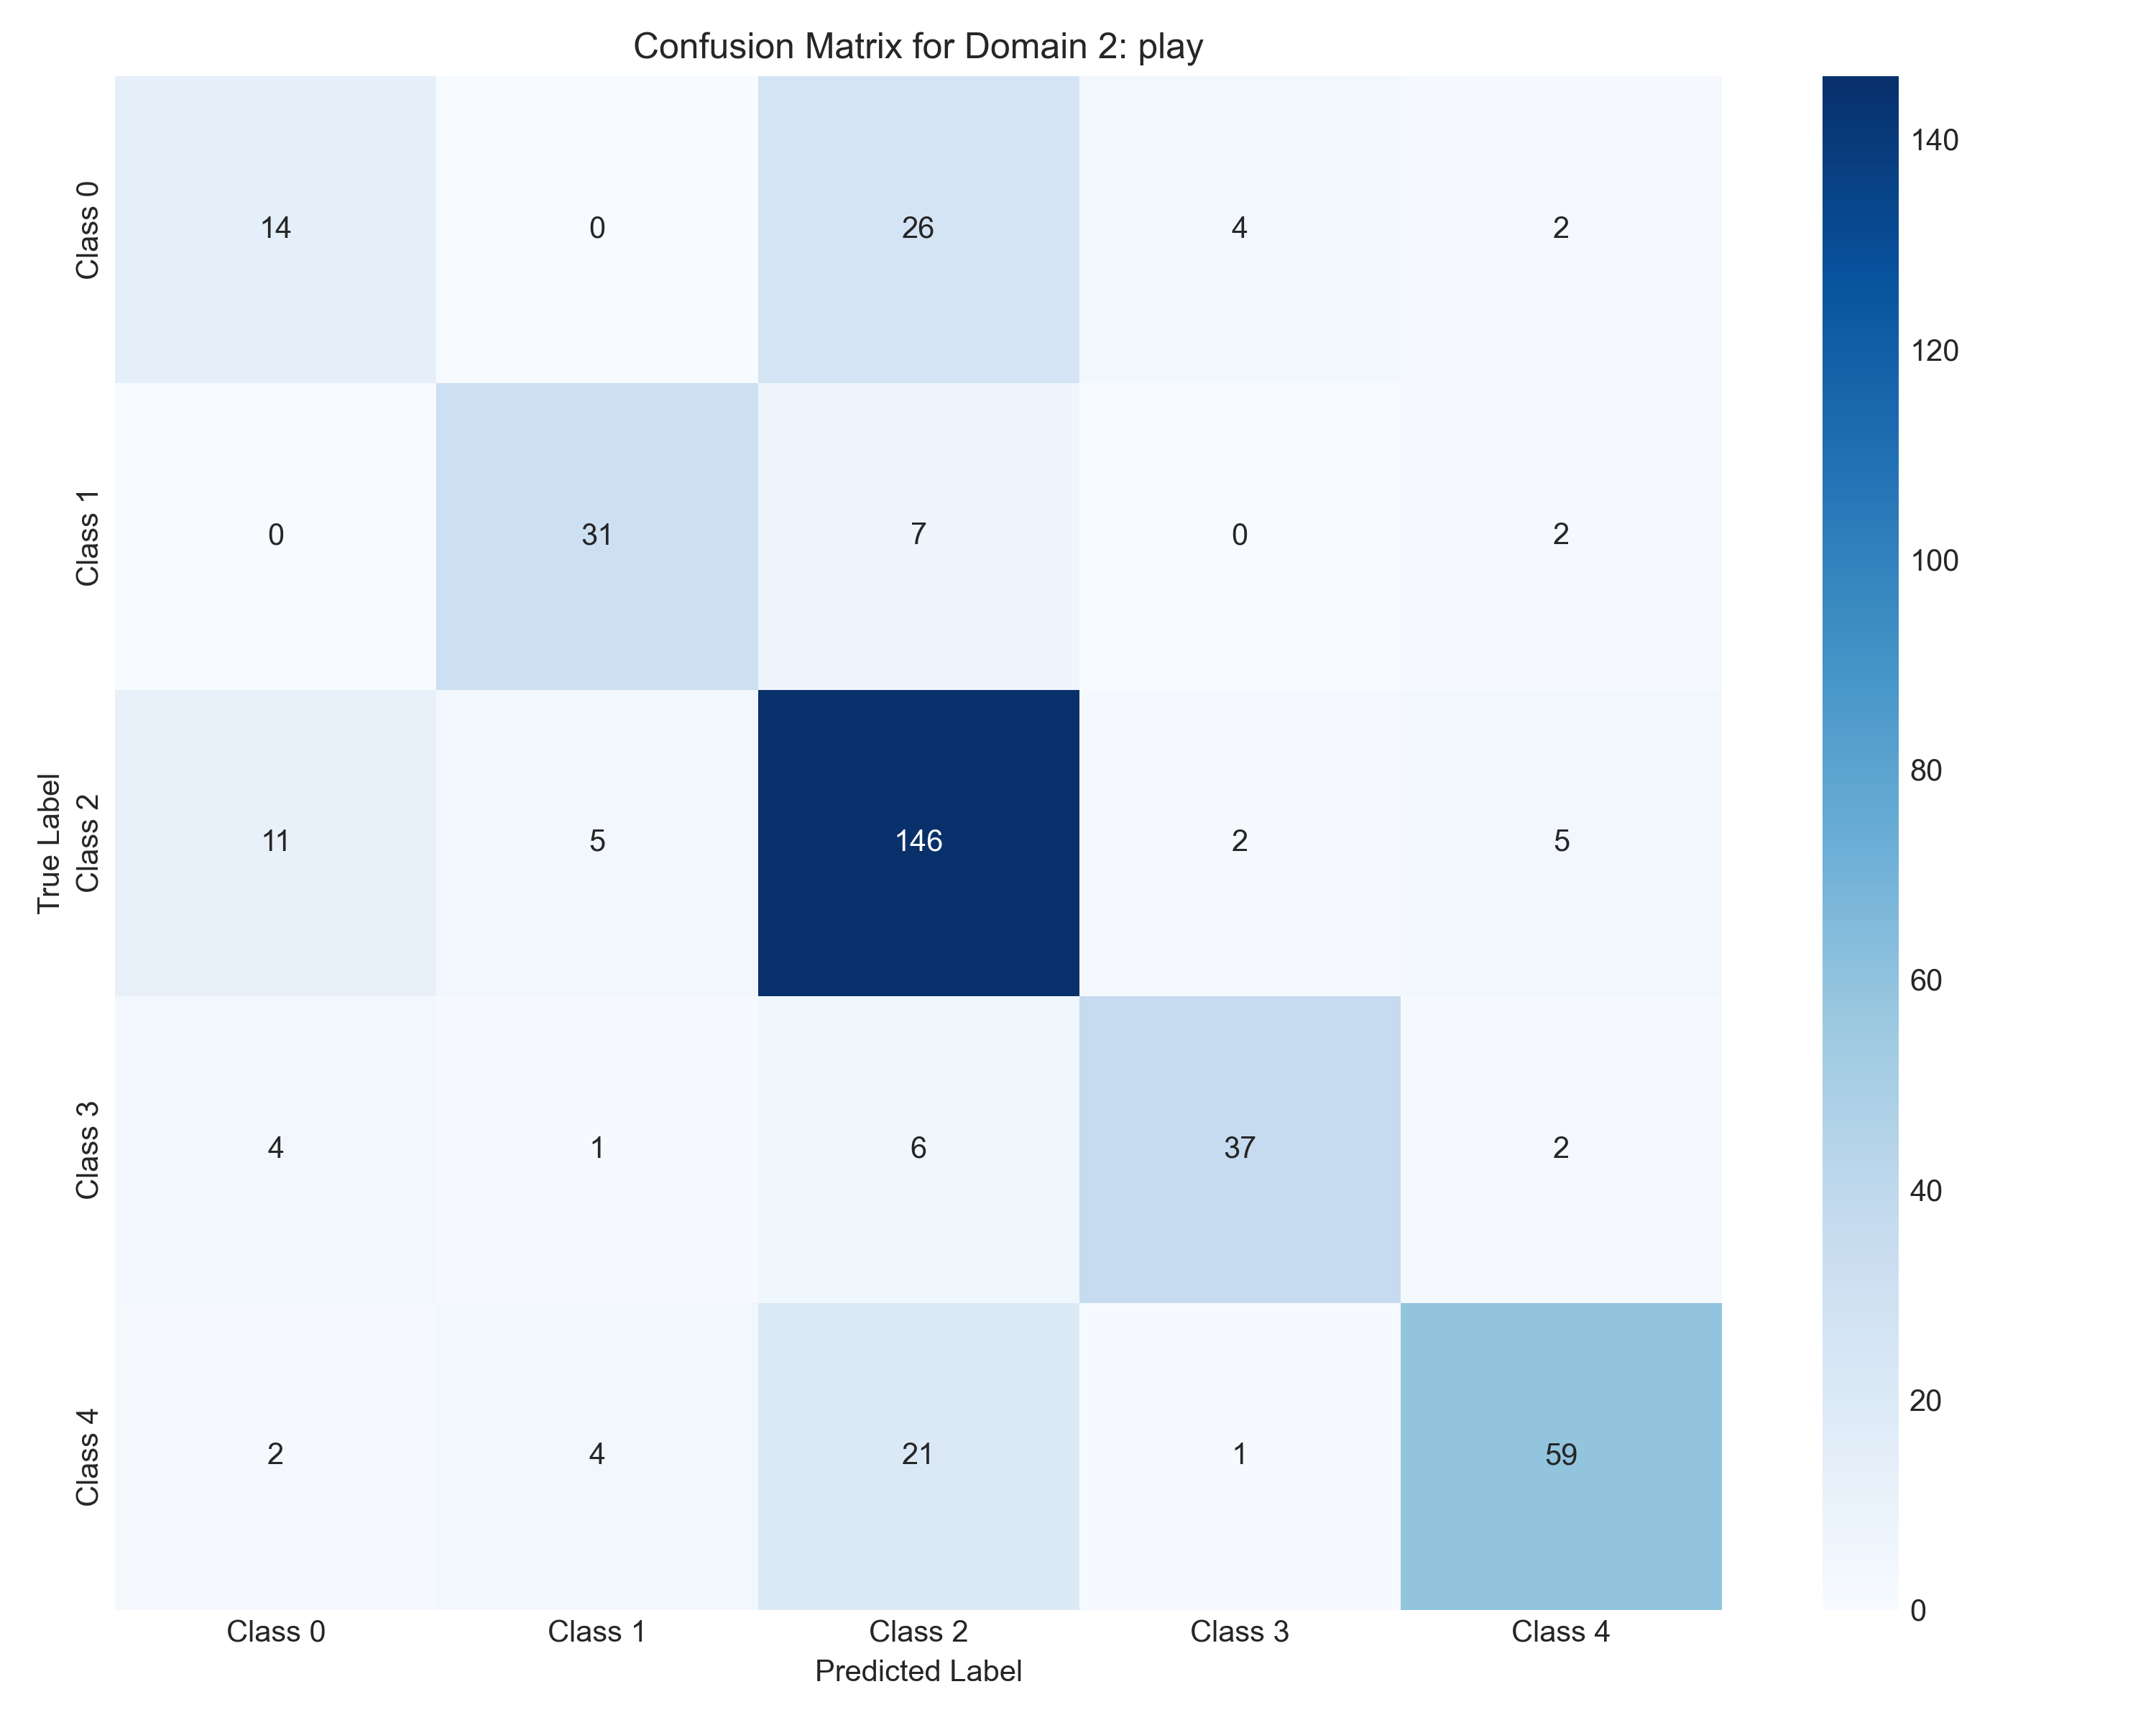 Confusion Matrix for Domain 2: play
True Label
Class 0 14 0 26 4 2
Class 1 0 31 7 0 2
Class 2 11 5 146 2 5
Class 3 4 1 6 37 2
Class 4 2 4 21 1 59
Class 0 Class 1 Class 2 Class 3 Class 4
Predicted Label
140
120
100
80
60
40
20
0